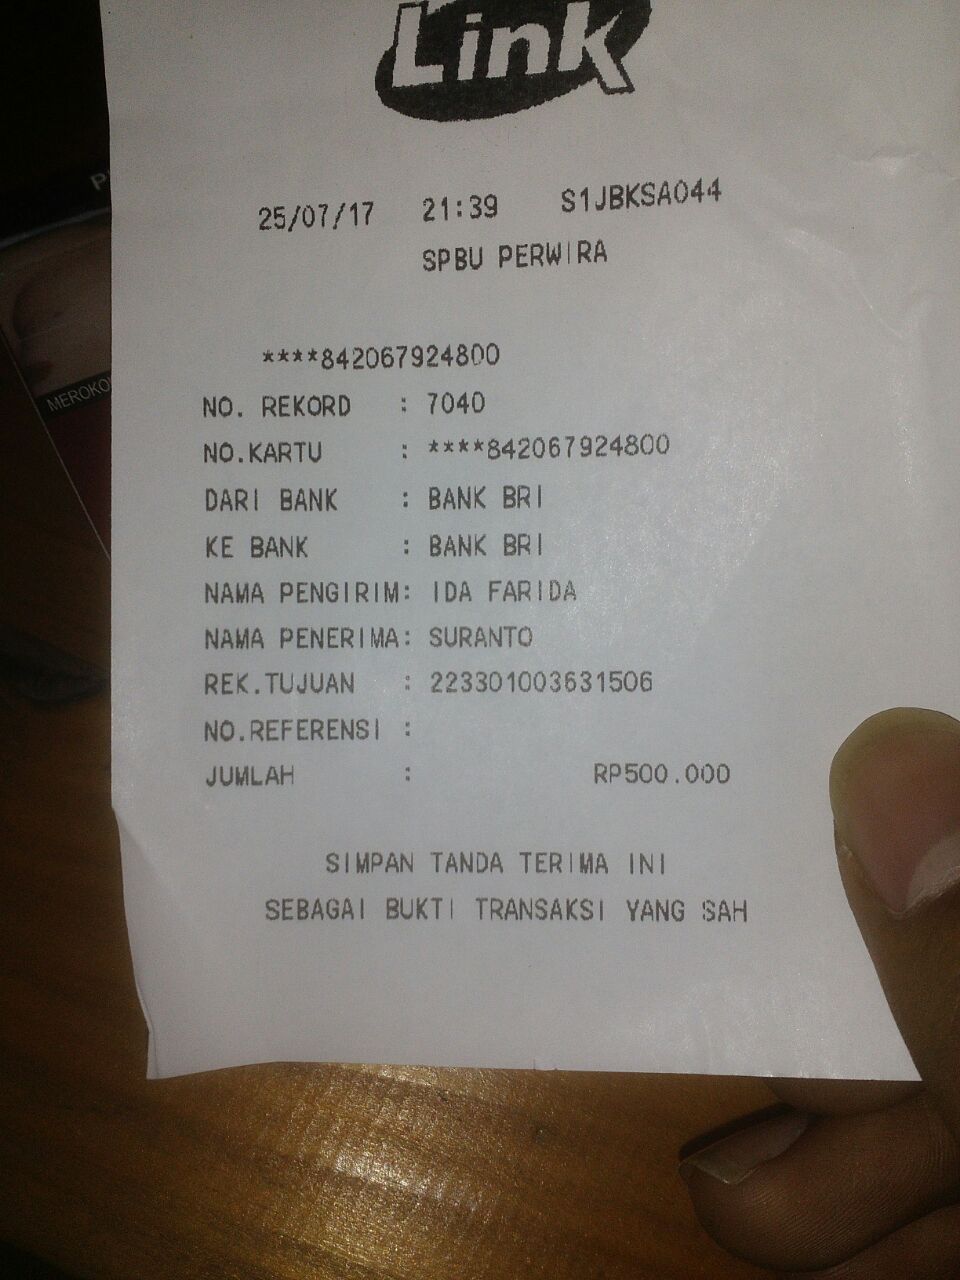 Link
25/07/17 21:39 S1JBKSA044
SPBU PERWIRA
****842067924800
NO. REKORD : 7040
NO.KARTU : ****842067924800
DARI BANK : BANK BRI
KE BANK : BANK BRI
NAMA PENGIRIM: IDA FARIDA
NAMA PENERIMA: SURANTO
REK.TUJUAN : 223301003631506
NO.REFERENSI :
JUMLAH : RP500.000
SIMPAN TANDA TERIMA INI
SEBAGAI BUKTI TRANSAKSI YANG SAH